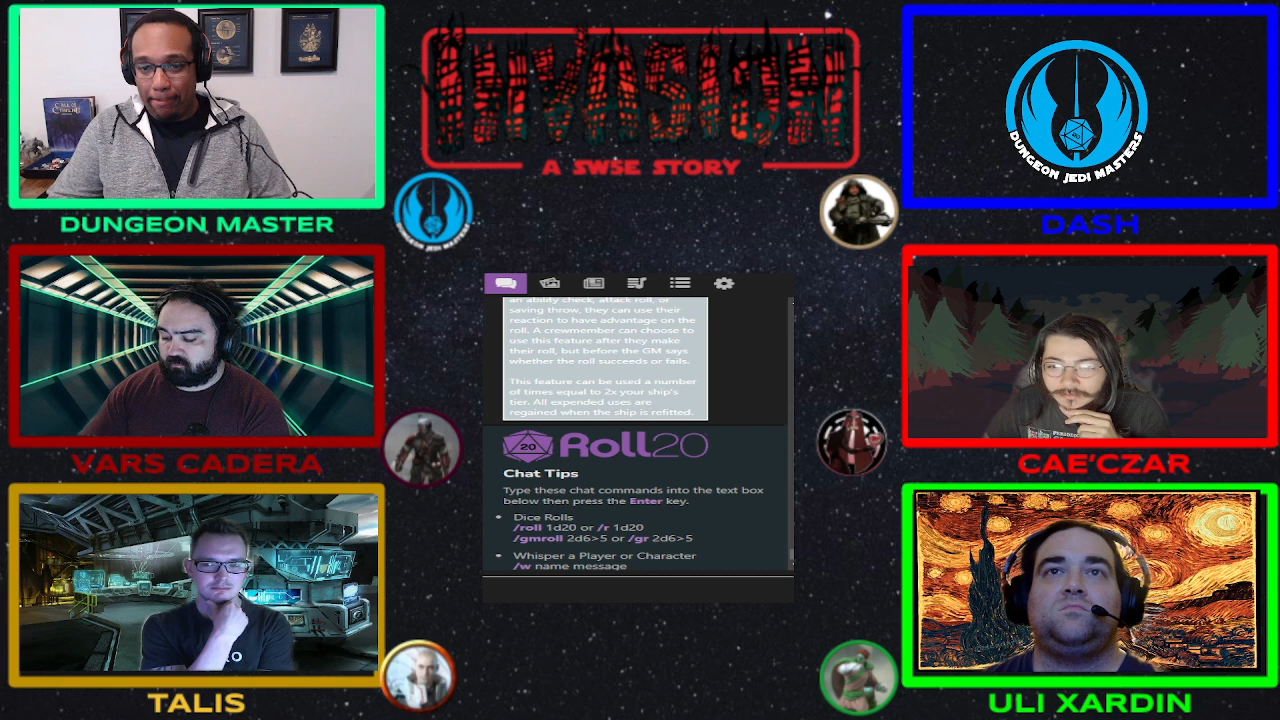 INVASION
A SWSE STORY
DUNGEON MASTER
DUNGEON JEDI MASTERS
DUNGEON JEDI MASTERS
DASH
VARS CADERA
CAE'CZAR
TALIS
ULI XARDIN
an ability check, attack roll, or
saving throw, they can use their
reaction to have advantage on the
roll. A crewmember can choose to
use this feature after they make
their roll, but before the GM says
whether the roll succeeds or fails.
This feature can be used a number
of times equal to 2x your ship's
tier. All expended uses are
regained when the ship is refitted.
20
Roll20
Chat Tips
Type these chat commands into the text box
below then press the Enter key.
• Dice Rolls
/roll 1d20 or /r 1d20
/gmroll 2d6>5 or /gr 2d6>5
• Whisper a Player or Character
/w name message